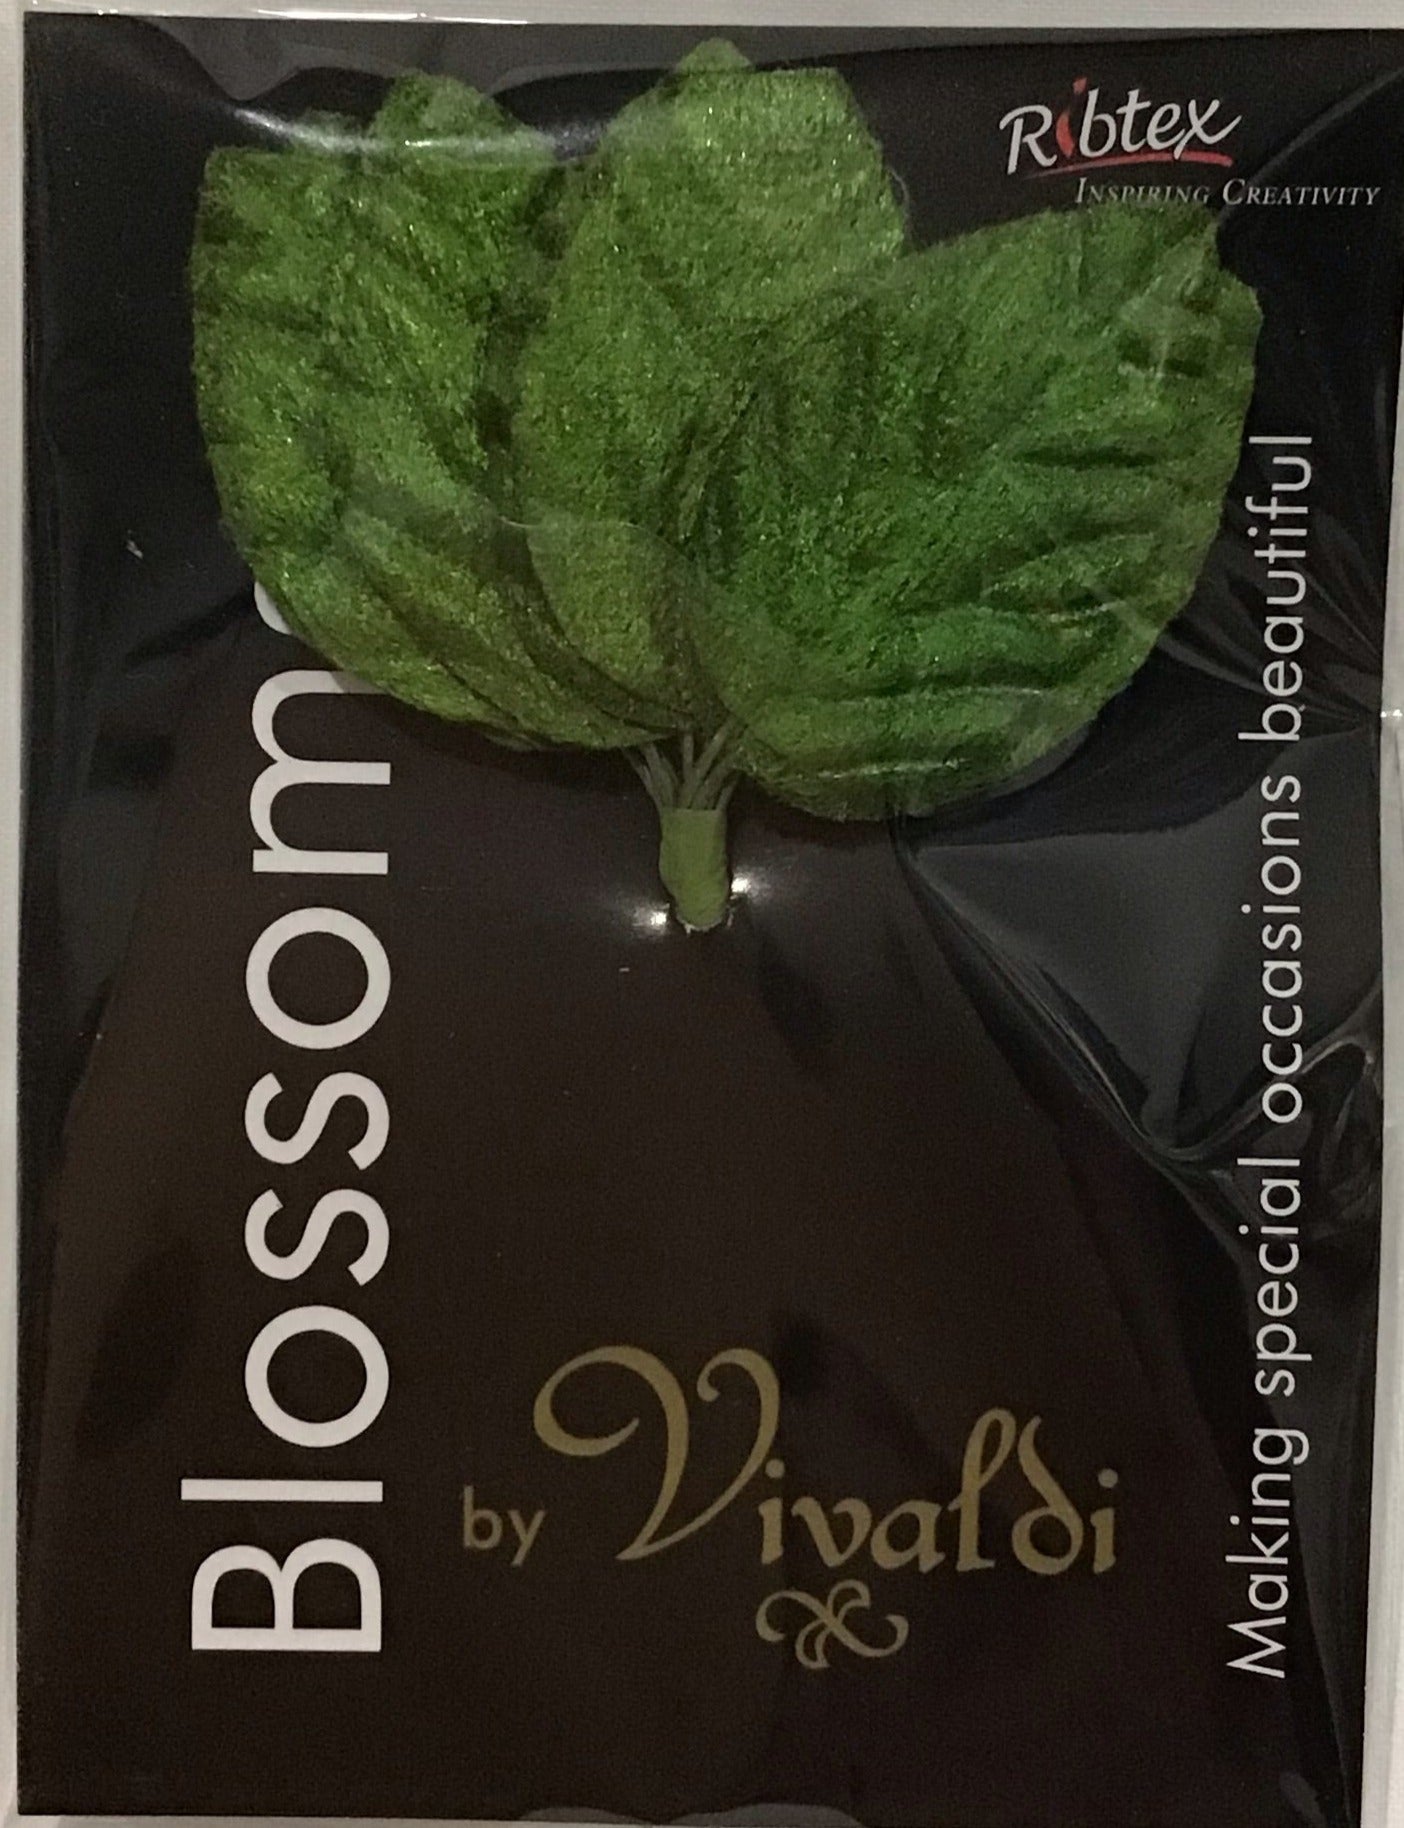 Ribtex
INSPIRING CREATIVITY
Blossom
by Vivaldi
Making special occasions beautiful